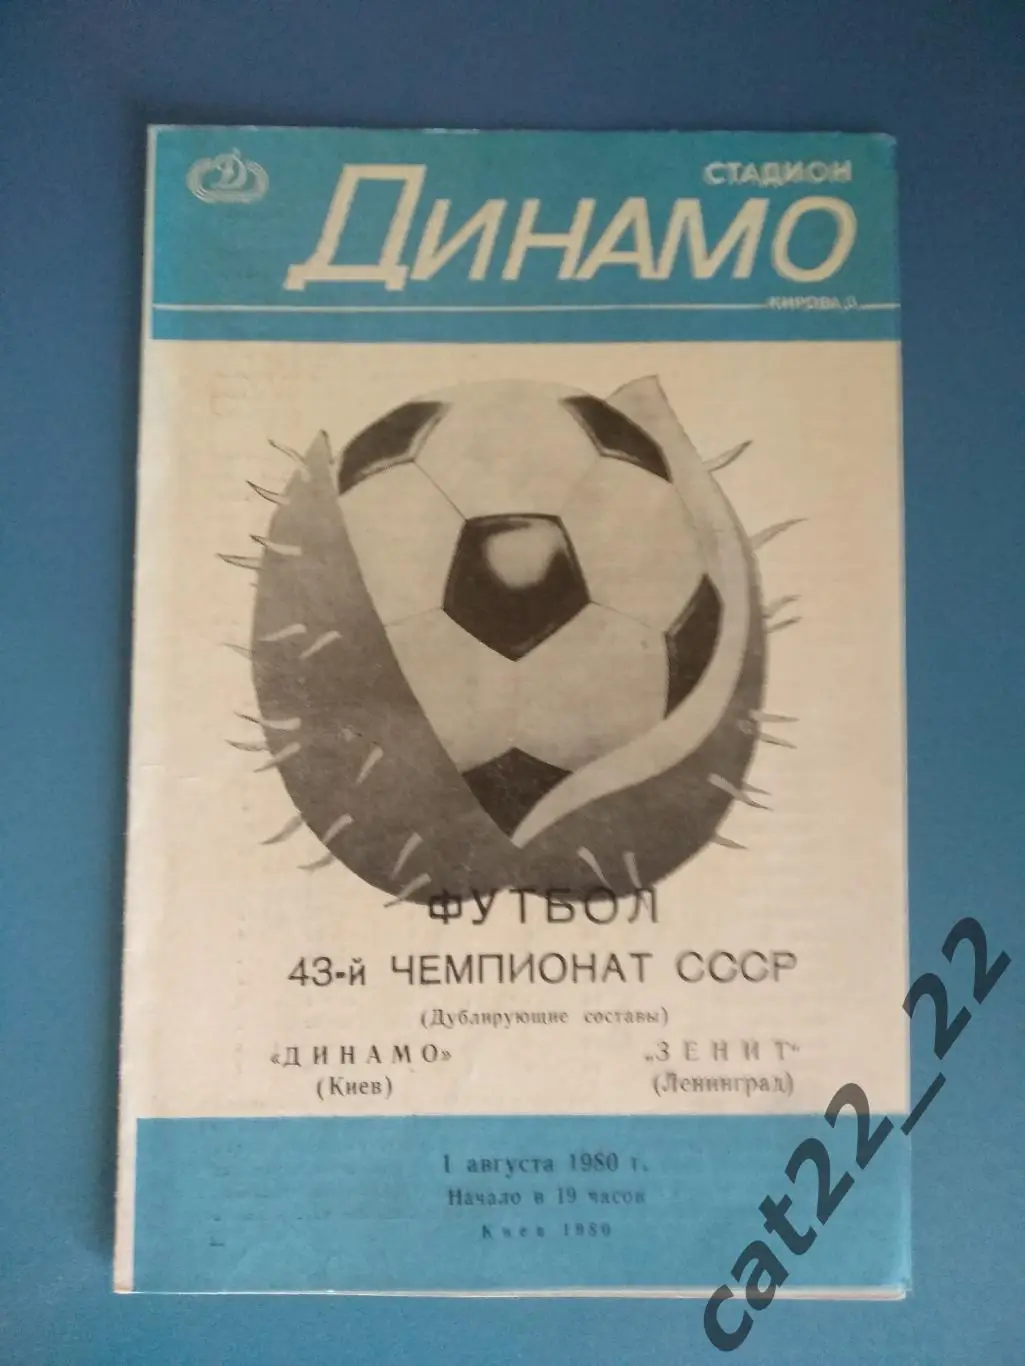 СТАДИОН
ДИНАМО
КИРОВА,3
ФУТБОЛ
43-й ЧЕМПИОНАТ СССР
(Дублирующие составы)
«ДИНАМО» „ЗЕНИТ“
(Киев) (Ленинград)
1 августа 1980 г.
Начало в 19 часов
Киев 1980
cat22_22